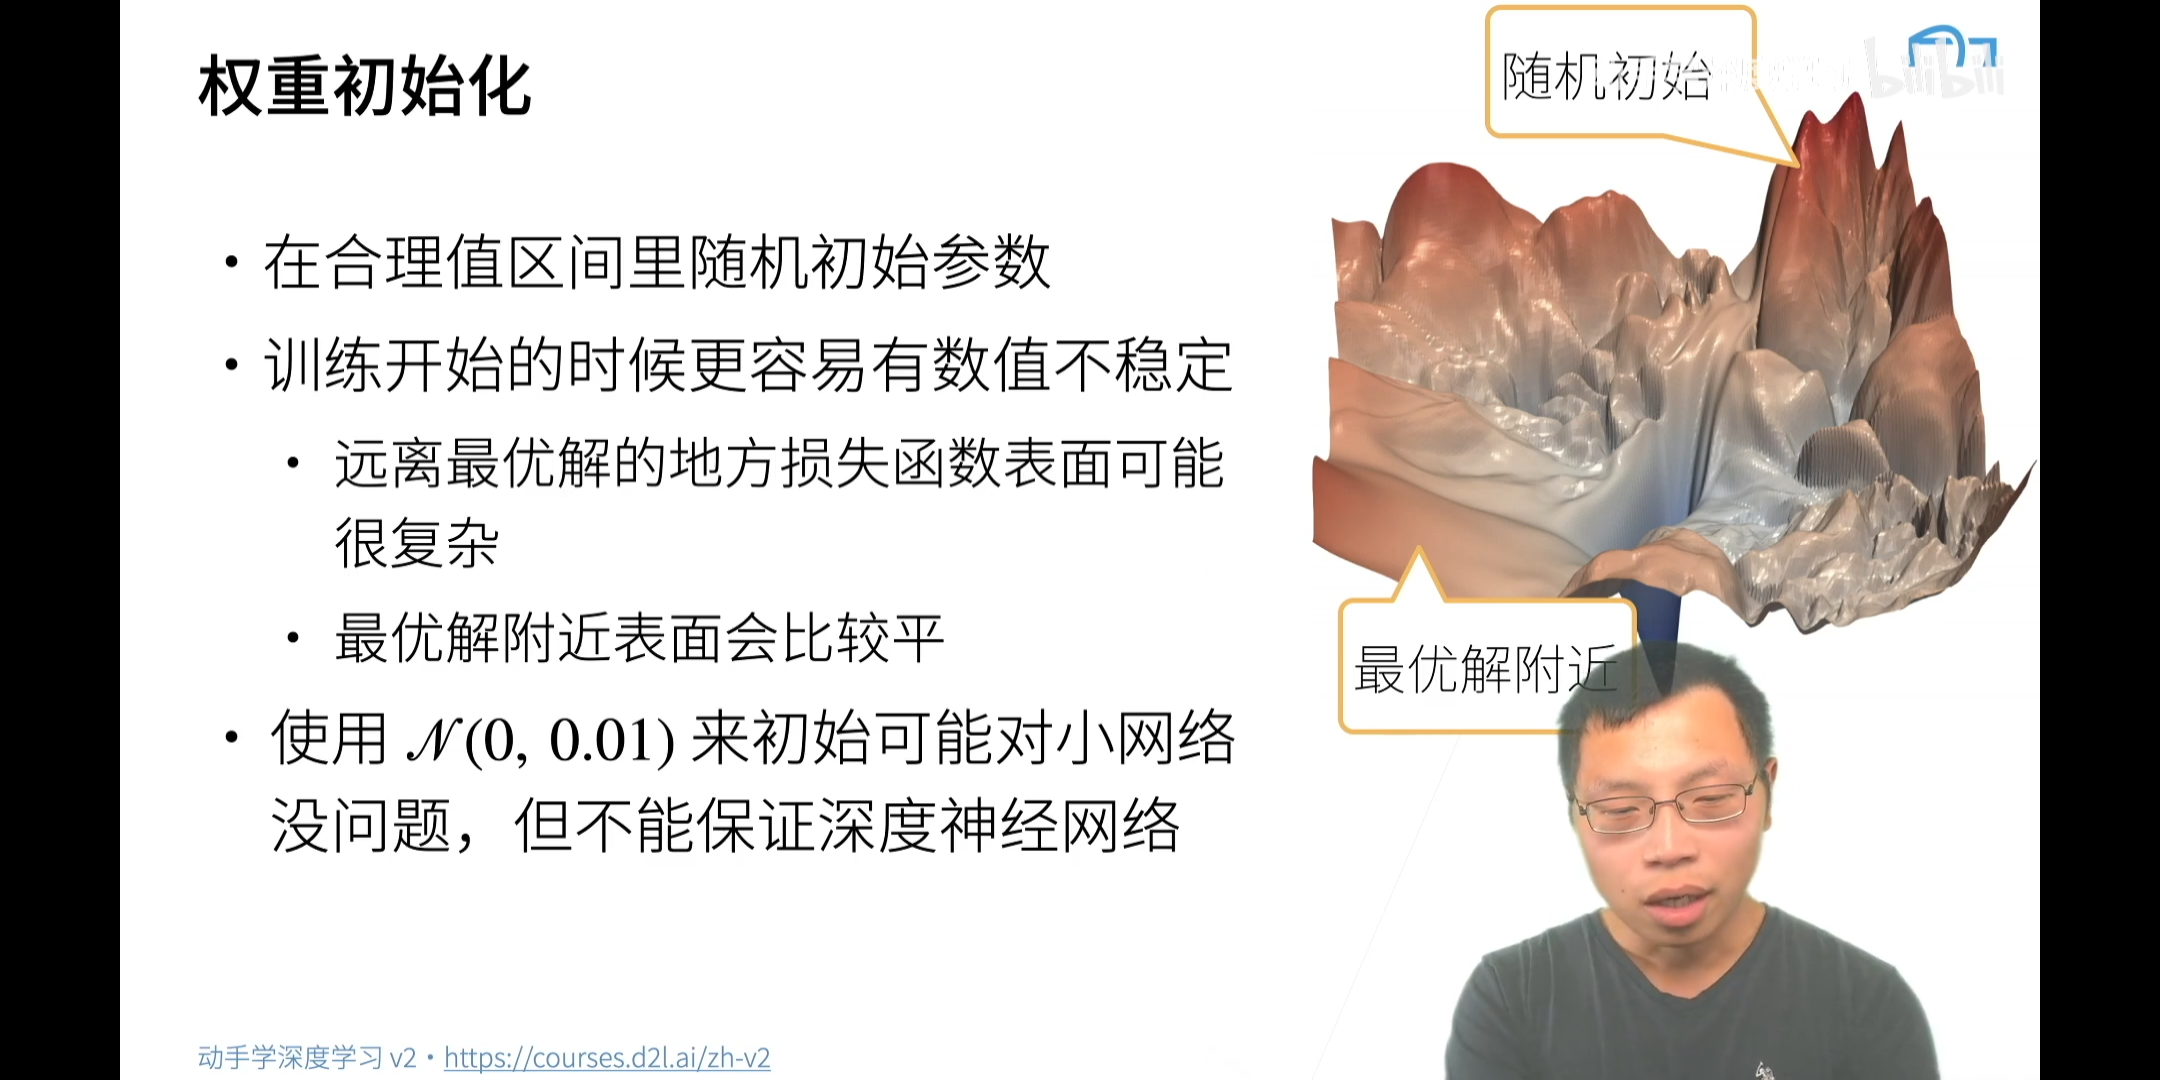 权重初始化
随机初始
bilibili
• 在合理值区间里随机初始参数
• 训练开始的时候更容易有数值不稳定
• 远离最优解的地方损失函数表面可能
很复杂
• 最优解附近表面会比较平
最优解附近
• 使用 𝒩(0, 0.01) 来初始可能对小网络
没问题，但不能保证深度神经网络
动手学深度学习 v2 • https://courses.d2l.ai/zh-v2